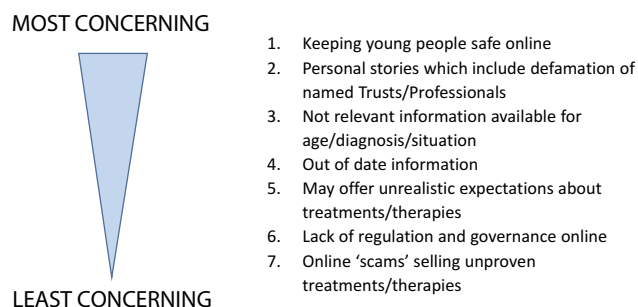 MOST CONCERNING
1. Keeping young people safe online
2. Personal stories which include defamation of
named Trusts/Professionals
3. Not relevant information available for
age/diagnosis/situation
4. Out of date information
5. May offer unrealistic expectations about
treatments/therapies
6. Lack of regulation and governance online
7. Online ‘scams’ selling unproven
treatments/therapies
LEAST CONCERNING